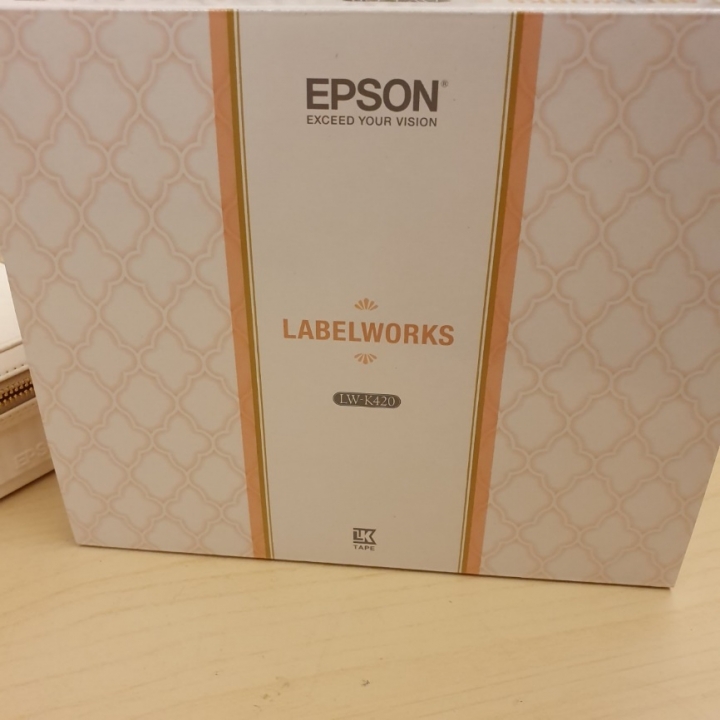 EPSON®
EXCEED YOUR VISION
LABELWORKS
LW-K420
LK
TAPE